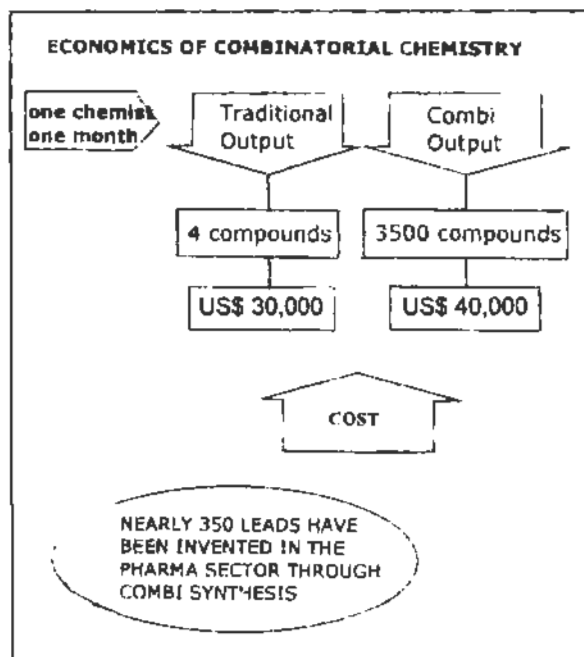 ECONOMICS OF COMBINATORIAL CHEMISTRY
one chemist
one month
Traditional
Output
Combi
Output
4 compounds
3500 compounds
US$ 30,000
US$ 40,000
COST
NEARLY 350 LEADS HAVE
BEEN INVENTED IN THE
PHARMA SECTOR THROUGH
COMBI SYNTHESIS